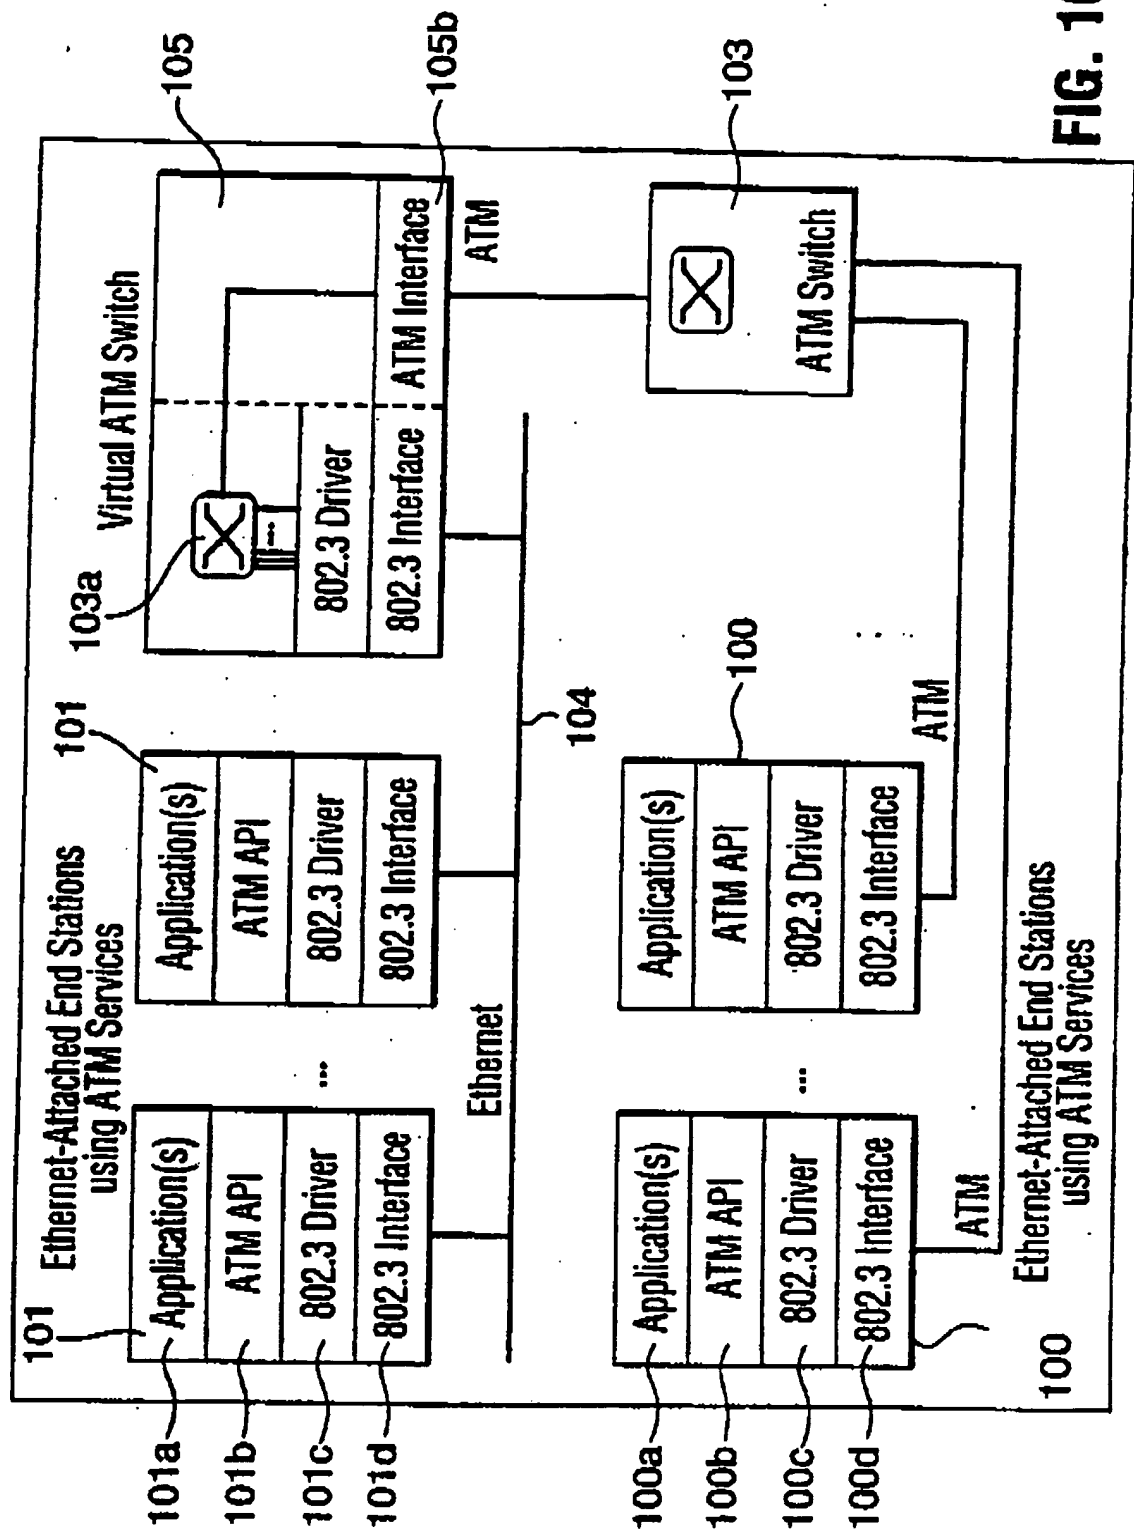 Ethernet-Attached End Stations
using ATM Services
101
101a
Application(s)
101b
ATM API
101c
802.3 Driver
101d
802.3 Interface
...
101
Application(s)
ATM API
802.3 Driver
802.3 Interface
Ethernet
104
Virtual ATM Switch
103a
...
802.3 Driver
802.3 Interface
ATM Interface
105
105b
ATM
100a
Application(s)
100b
ATM API
100c
802.3 Driver
100d
802.3 Interface
...
100
Application(s)
ATM API
802.3 Driver
802.3 Interface
ATM Switch
103
ATM
ATM
100
Ethernet-Attached End Stations
using ATM Services
FIG.